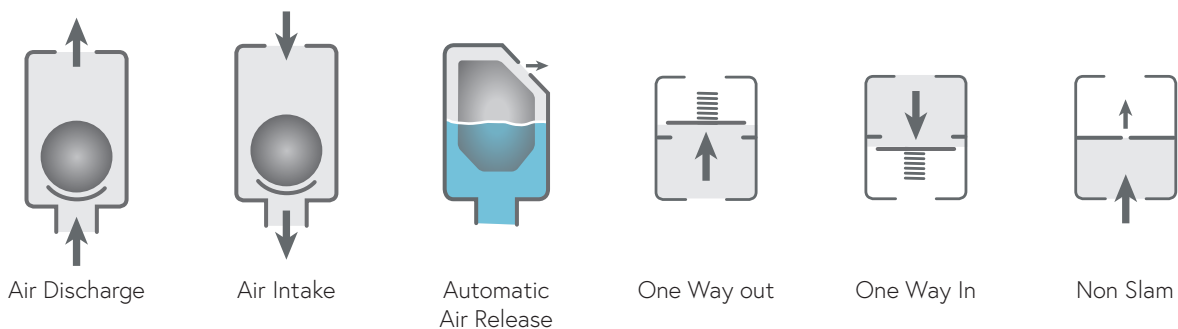 Air Discharge
Air Intake
Automatic
Air Release
One Way out
One Way In
Non Slam